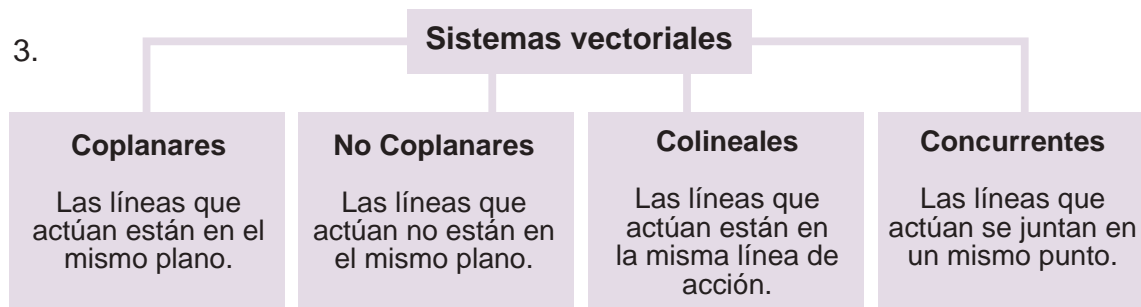 3.
Sistemas vectoriales
Coplanares
Las líneas que
actúan están en el
mismo plano.
No Coplanares
Las líneas que
actúan no están en
el mismo plano.
Colineales
Las líneas que
actúan están en
la misma línea de
acción.
Concurrentes
Las líneas que
actúan se juntan en
un mismo punto.